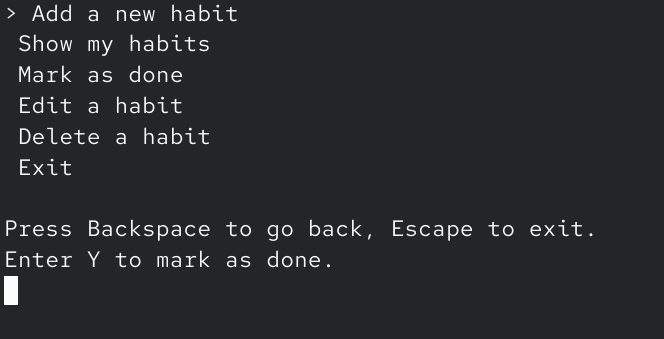 > Add a new habit
Show my habits
Mark as done
Edit a habit
Delete a habit
Exit
Press Backspace to go back, Escape to exit.
Enter Y to mark as done.